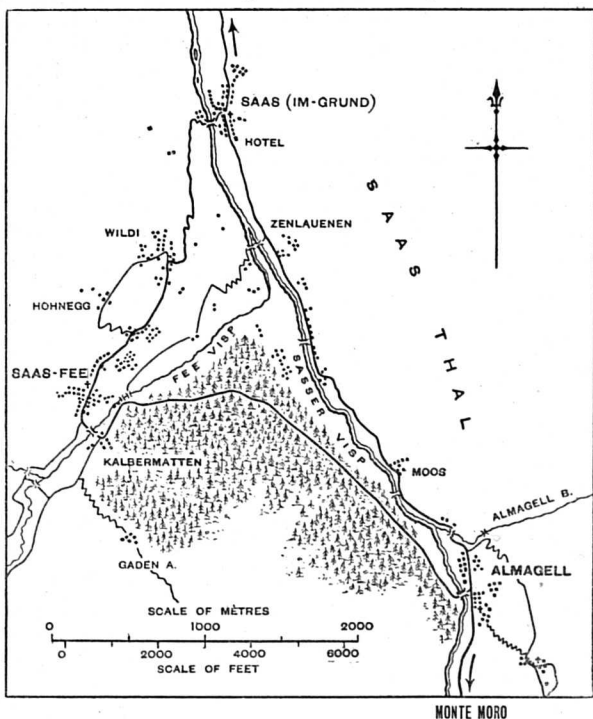 SAAS (IM-GRUND)
HOTEL
SAAS THAL
WILDI
ZENLAUENEN
HOHNEGG
SAAS-FEE
FEE VISP
SASSER VISP
KALBERMATTEN
MOOS
ALMAGELL B.
GADEN A.
ALMAGELL
SCALE OF MÈTRES
0 1000 2000
0 2000 4000 6000
SCALE OF FEET
MONTE MORO